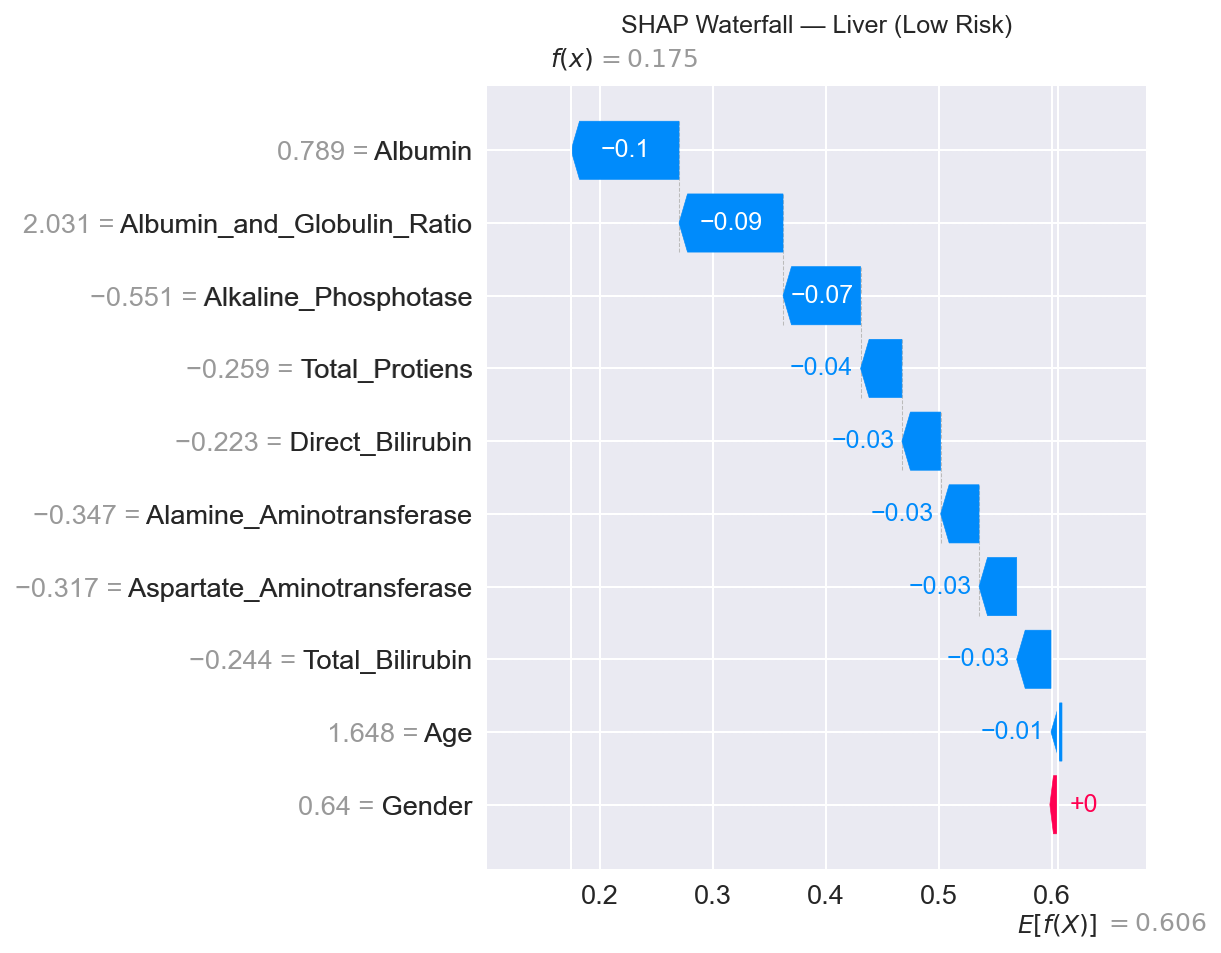 SHAP Waterfall — Liver (Low Risk)
f(x) = 0.175
0.789 = Albumin −0.1
2.031 = Albumin_and_Globulin_Ratio −0.09
−0.551 = Alkaline_Phosphotase −0.07
−0.259 = Total_Protiens −0.04
−0.223 = Direct_Bilirubin −0.03
−0.347 = Alamine_Aminotransferase −0.03
−0.317 = Aspartate_Aminotransferase −0.03
−0.244 = Total_Bilirubin −0.03
1.648 = Age −0.01
0.64 = Gender +0
0.2 0.3 0.4 0.5 0.6
E[f(X)] = 0.606